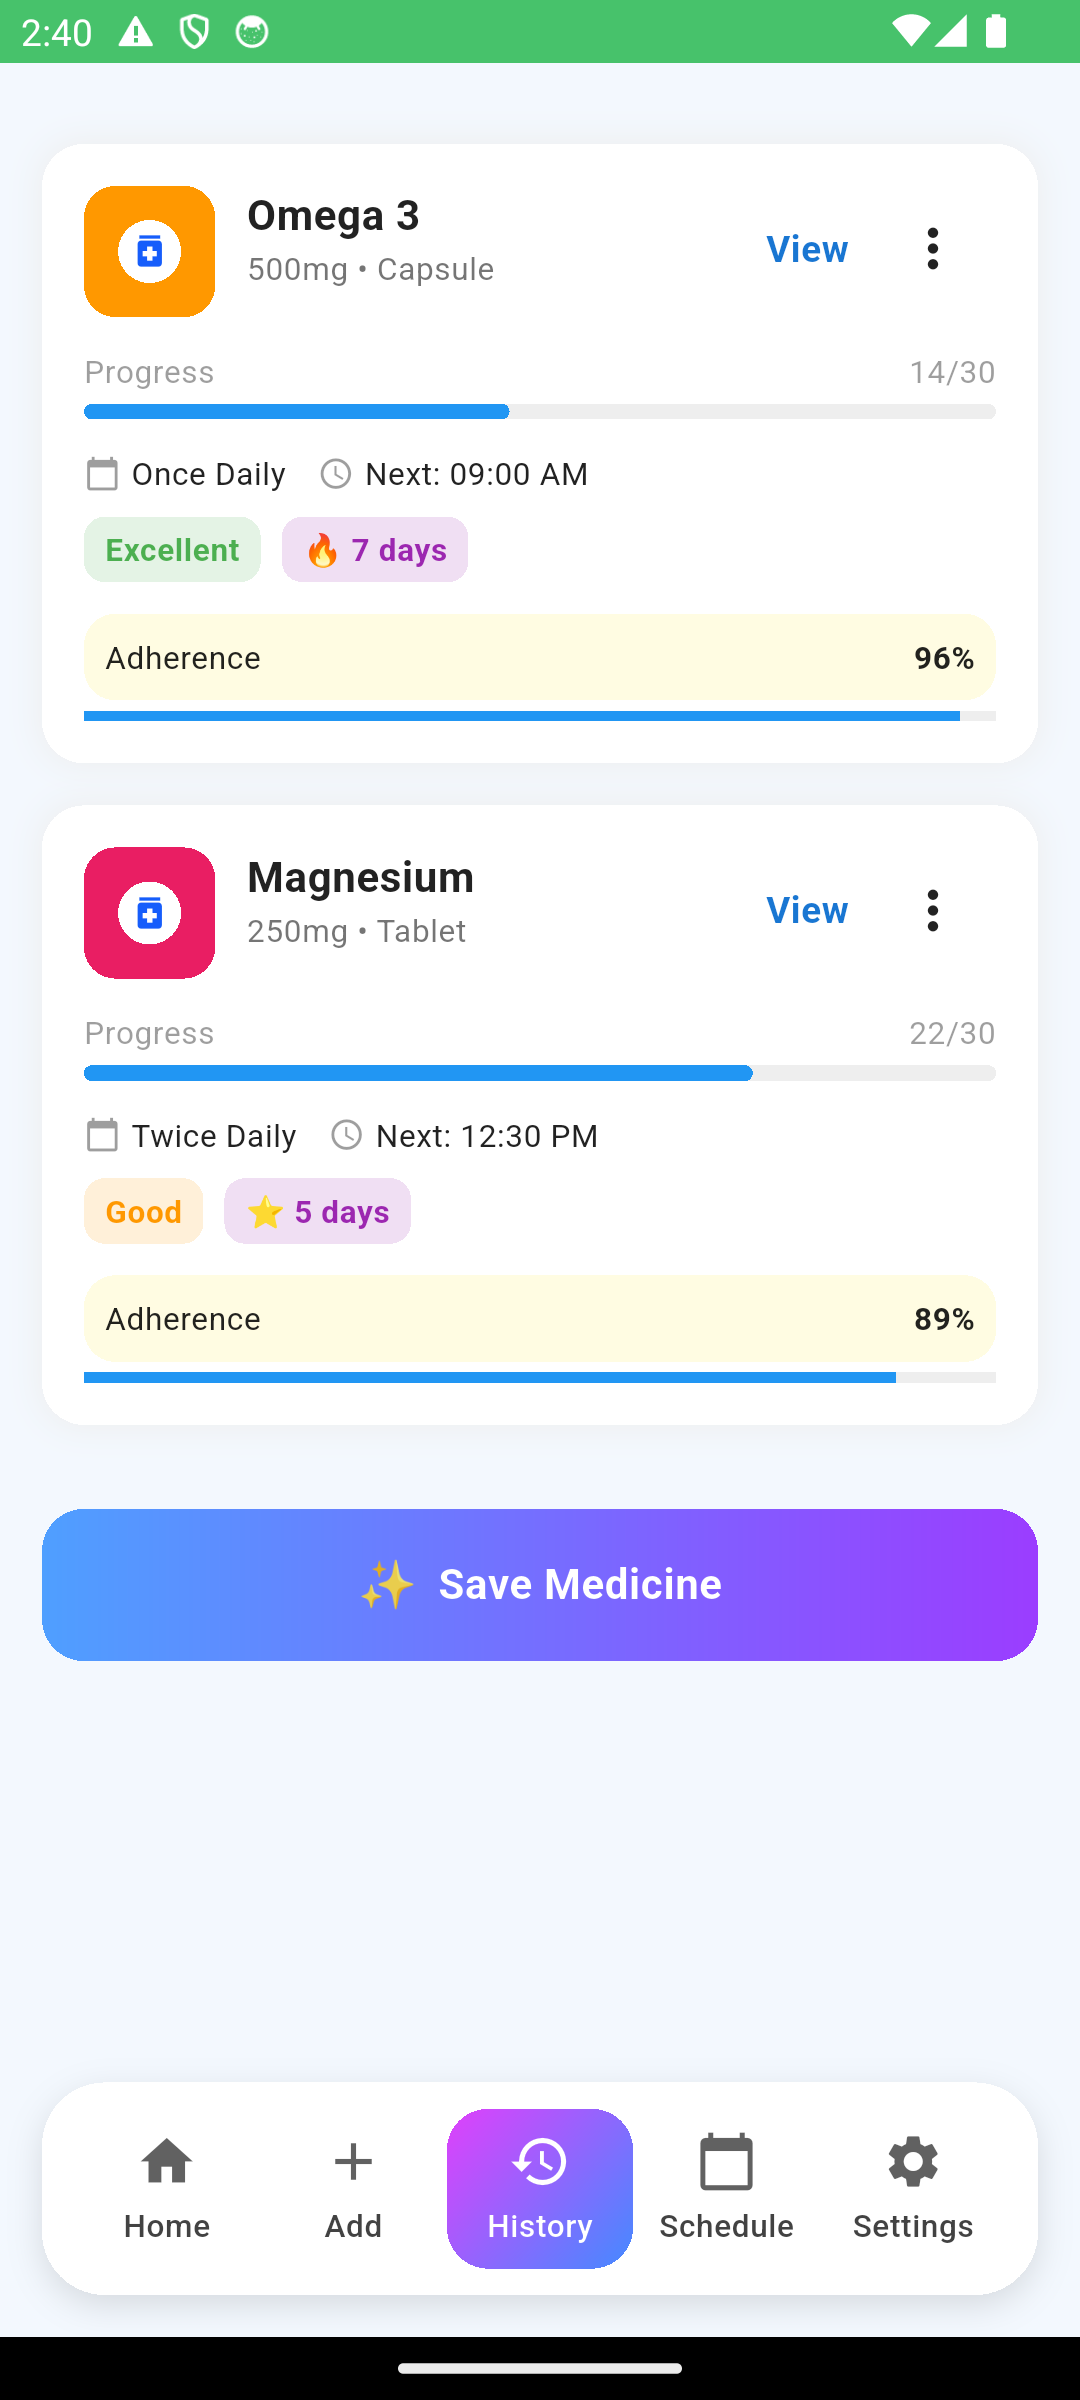 2:40
Omega 3
500mg • Capsule
View
Progress
14/30
Once Daily
Next: 09:00 AM
Excellent
🔥 7 days
Adherence
96%
Magnesium
250mg • Tablet
View
Progress
22/30
Twice Daily
Next: 12:30 PM
Good
⭐ 5 days
Adherence
89%
✨ Save Medicine
Home
Add
History
Schedule
Settings